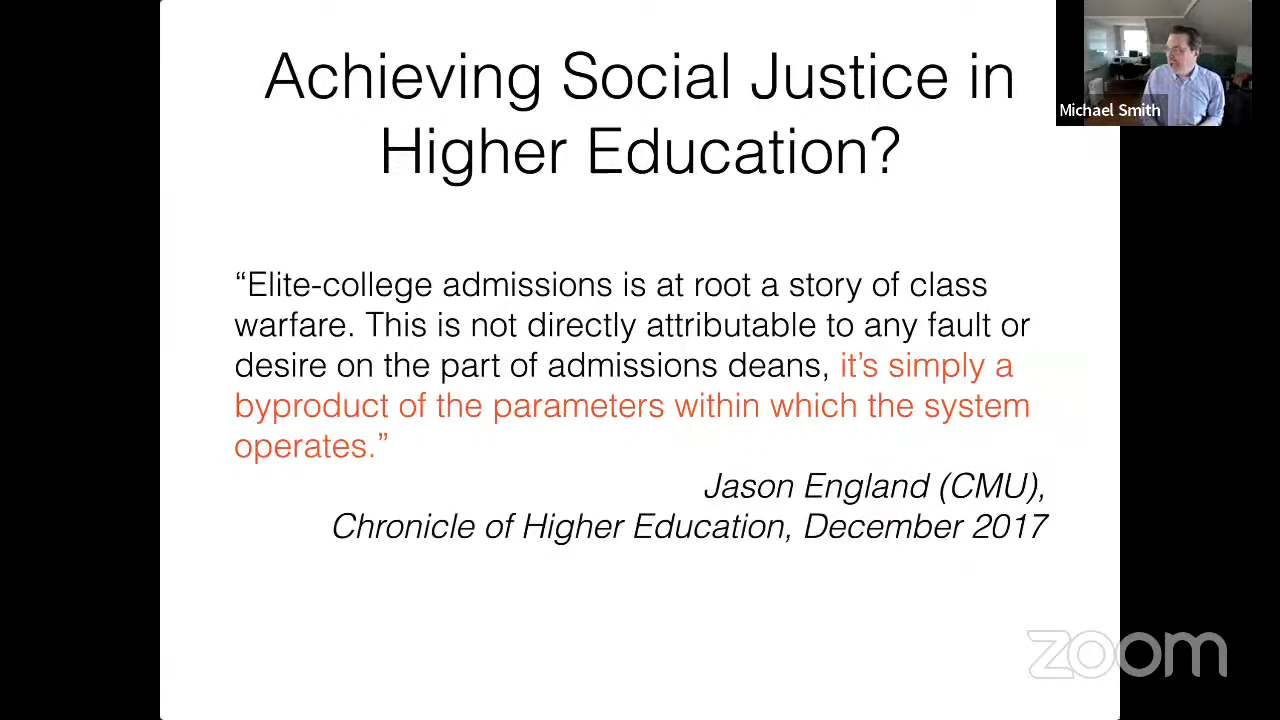 Achieving Social Justice in
Higher Education?
Michael Smith
“Elite-college admissions is at root a story of class
warfare. This is not directly attributable to any fault or
desire on the part of admissions deans, it’s simply a
byproduct of the parameters within which the system
operates.”
Jason England (CMU),
Chronicle of Higher Education, December 2017
zoom